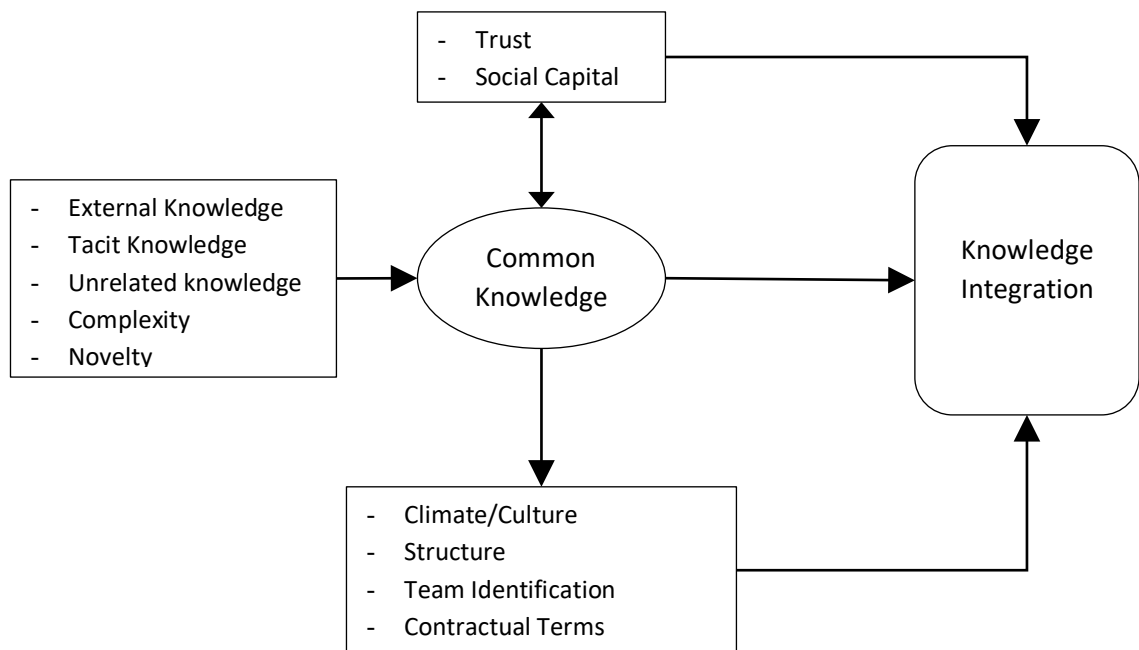 - Trust
- Social Capital
- External Knowledge
- Tacit Knowledge
- Unrelated knowledge
- Complexity
- Novelty
Common
Knowledge
Knowledge
Integration
- Climate/Culture
- Structure
- Team Identification
- Contractual Terms